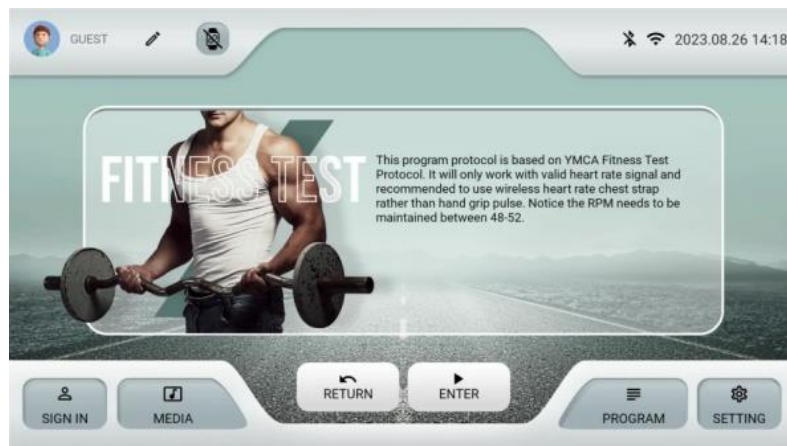 GUEST
2023.08.26 14:18
FITNESS TEST
This program protocol is based on YMCA Fitness Test
Protocol. It will only work with valid heart rate signal and
recommended to use wireless heart rate chest strap
rather than hand grip pulse. Notice the RPM needs to be
maintained between 48-52.
RETURN
ENTER
SIGN IN
MEDIA
PROGRAM
SETTING